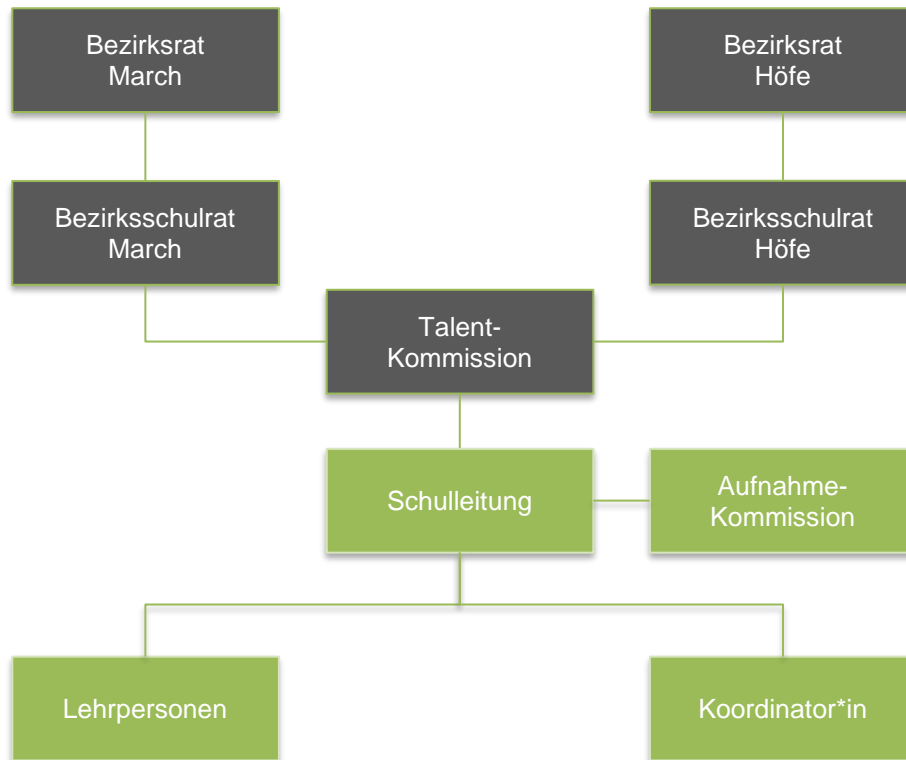 Bezirksrat
March
Bezirksrat
Höfe
Bezirksschulrat
March
Bezirksschulrat
Höfe
Talent-
Kommission
Schulleitung
Aufnahme-
Kommission
Lehrpersonen
Koordinator*in